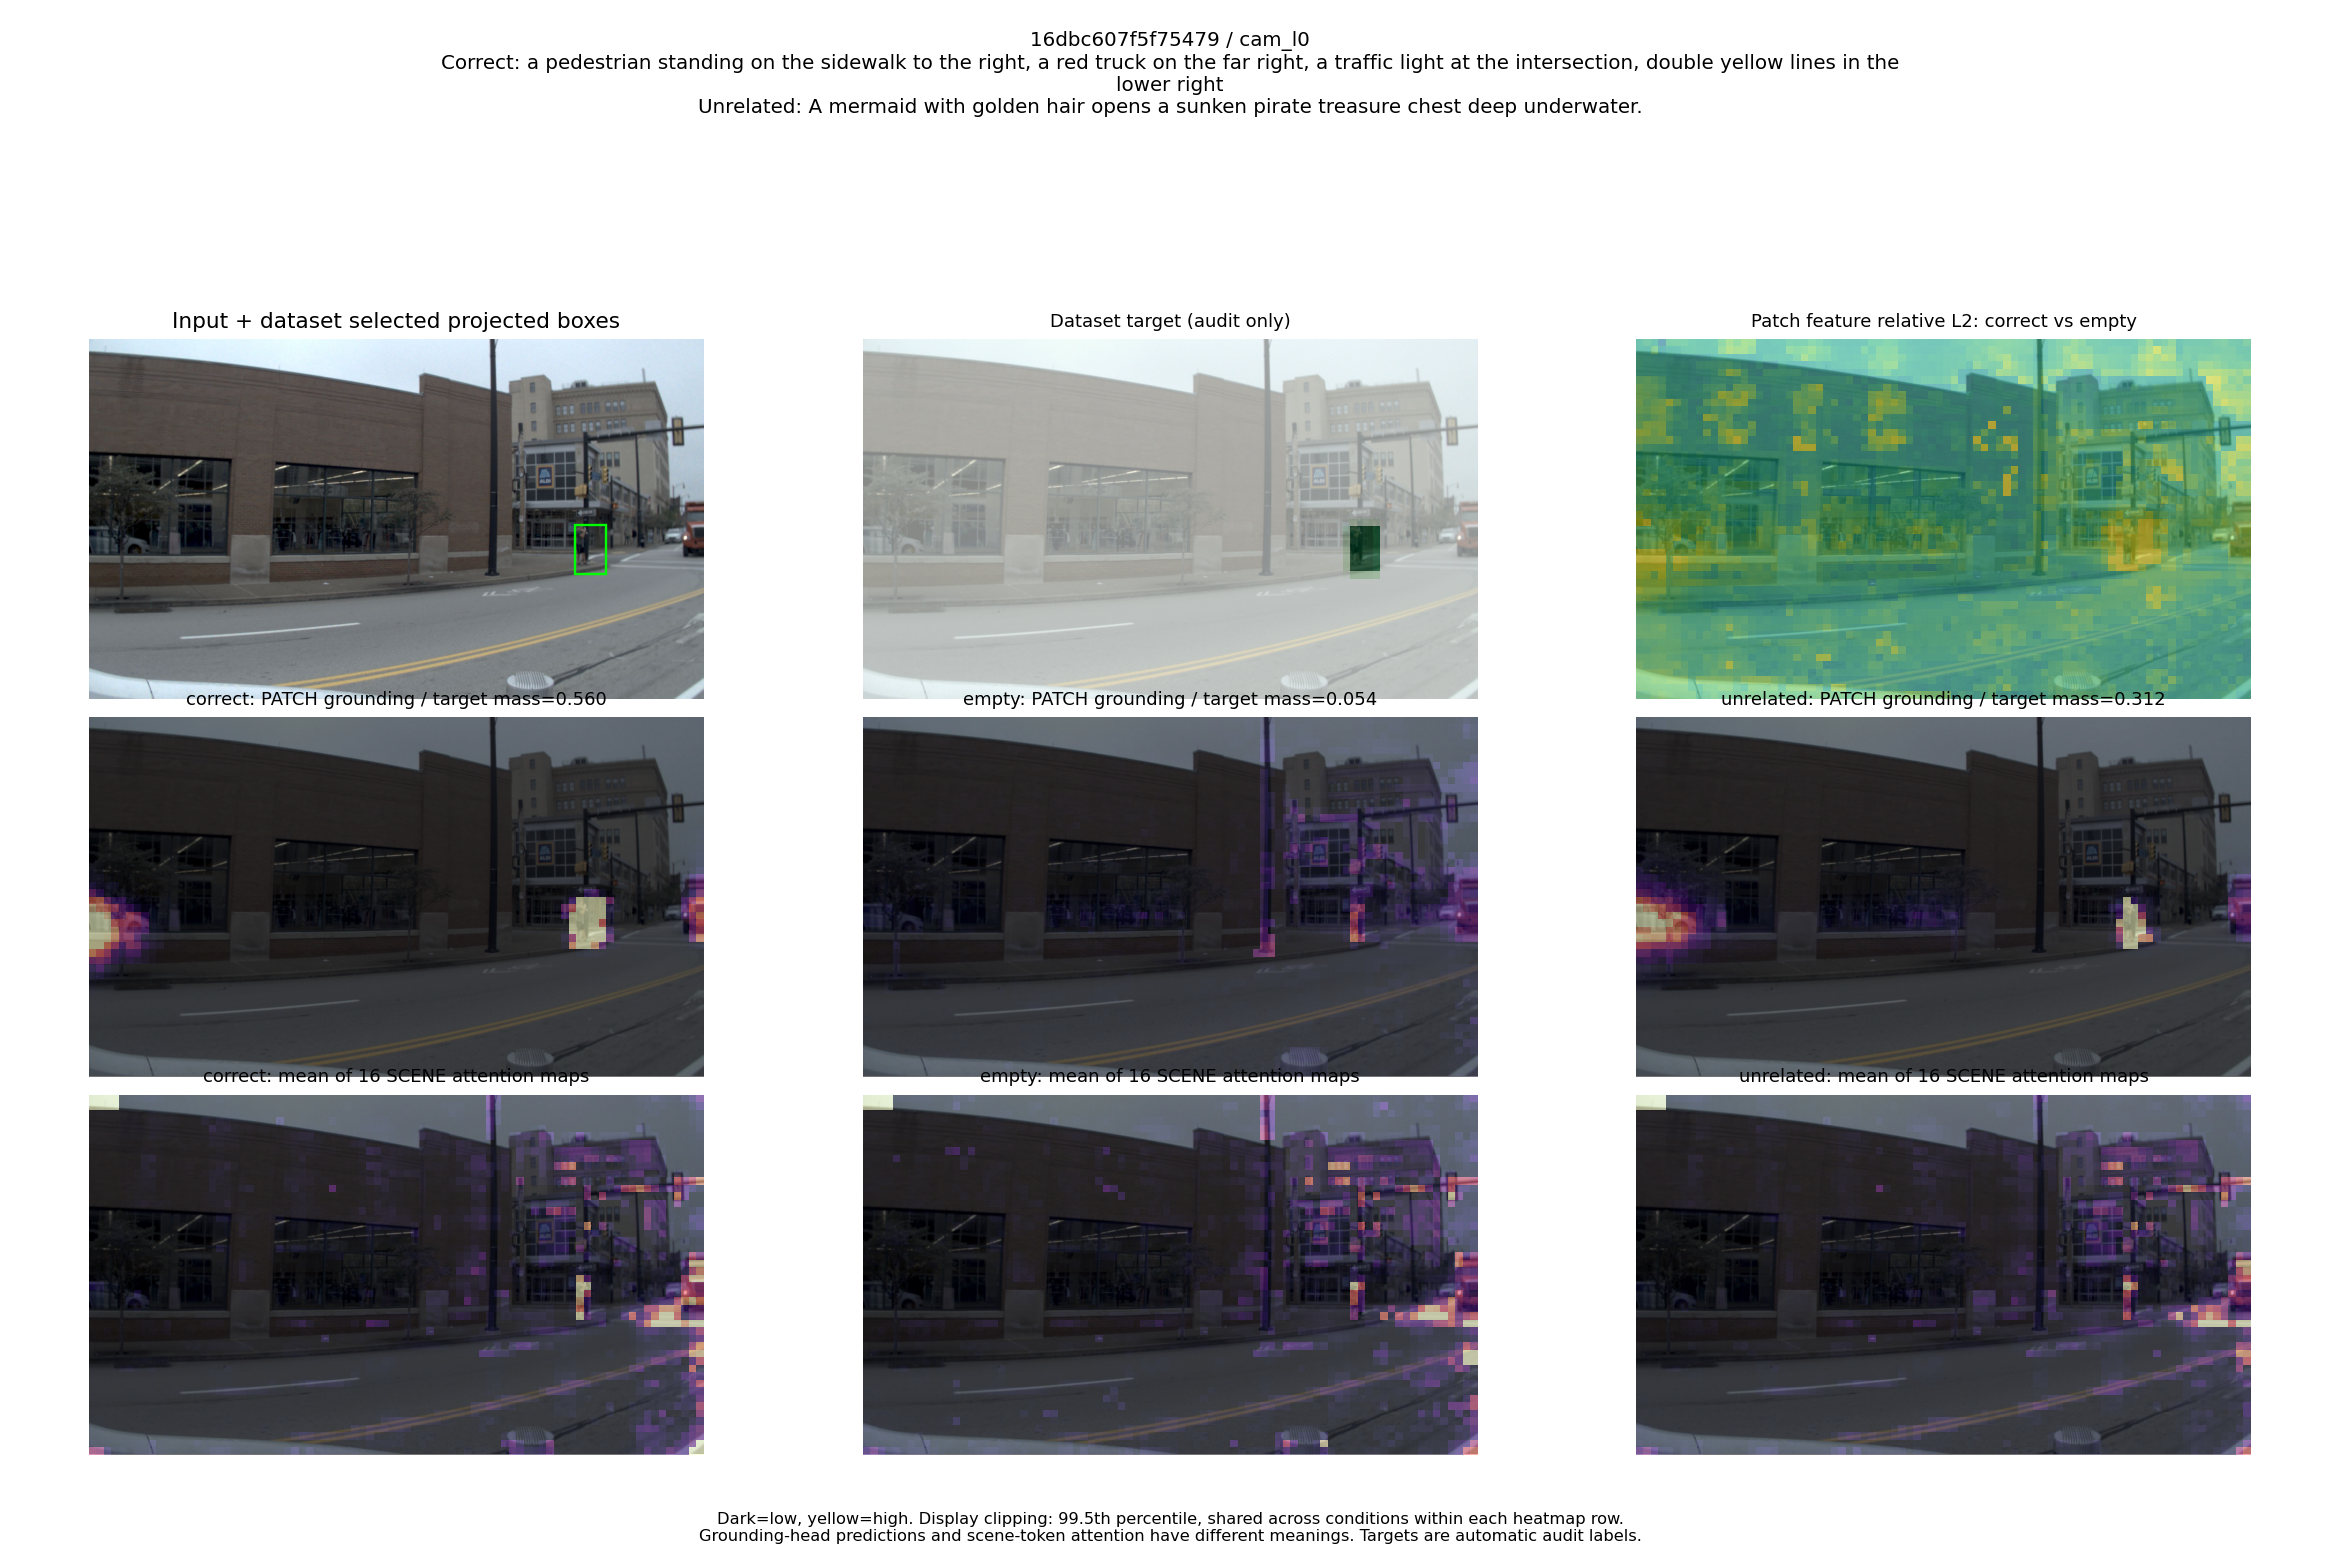 16dbc607f5f75479 / cam_l0
Correct: a pedestrian standing on the sidewalk to the right, a red truck on the far right, a traffic light at the intersection, double yellow lines in the
lower right
Unrelated: A mermaid with golden hair opens a sunken pirate treasure chest deep underwater.
Input + dataset selected projected boxes
Dataset target (audit only)
Patch feature relative L2: correct vs empty
ALDI
correct: PATCH grounding / target mass=0.560
empty: PATCH grounding / target mass=0.054
unrelated: PATCH grounding / target mass=0.312
correct: mean of 16 SCENE attention maps
empty: mean of 16 SCENE attention maps
unrelated: mean of 16 SCENE attention maps
Dark=low, yellow=high. Display clipping: 99.5th percentile, shared across conditions within each heatmap row.
Grounding-head predictions and scene-token attention have different meanings. Targets are automatic audit labels.